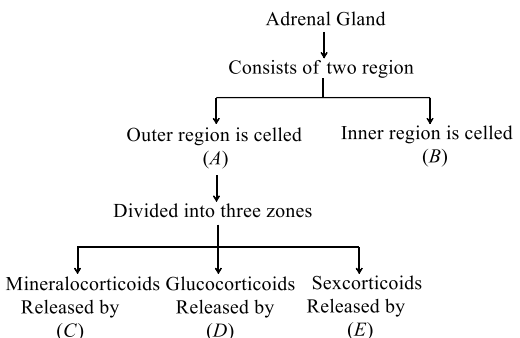 Adrenal Gland
Consists of two region
Outer region is celled
(A)
Inner region is celled
(B)
Divided into three zones
Mineralocorticoids
Released by
(C)
Glucocorticoids
Released by
(D)
Sexcorticoids
Released by
(E)